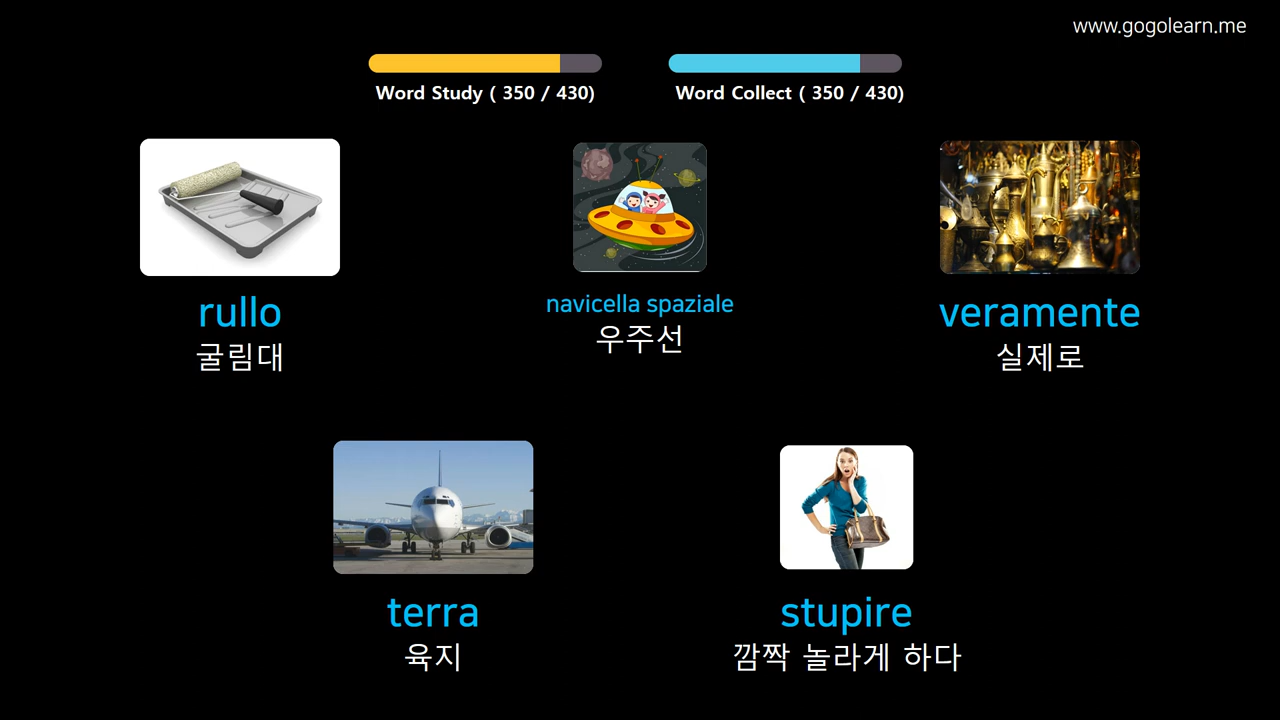 www.gogolearn.me
Word Study ( 350 / 430)
Word Collect ( 350 / 430)
rullo
굴림대
navicella spaziale
우주선
veramente
실제로
terra
육지
stupire
깜짝 놀라게 하다